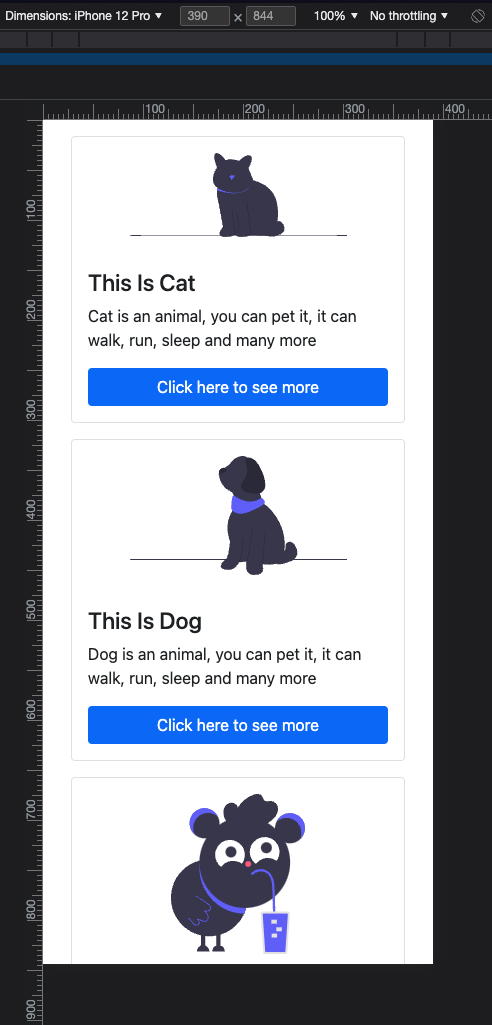 Dimensions: iPhone 12 Pro ▼ 390 × 844 100% ▼ No throttling ▼
100 200 300 400
100
This Is Cat
200
Cat is an animal, you can pet it, it can
walk, run, sleep and many more
Click here to see more
300
400
500
This Is Dog
Dog is an animal, you can pet it, it can
walk, run, sleep and many more
600
Click here to see more
700
800
900